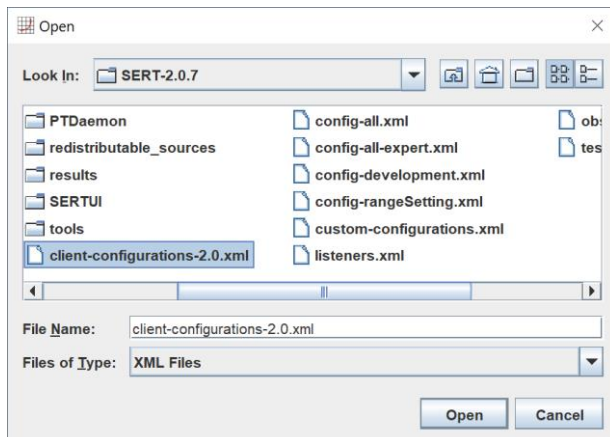 Open
Look In: SERT-2.0.7
PTDaemon
redistributable_sources
results
SERTUI
tools
client-configurations-2.0.xml
config-all.xml
config-all-expert.xml
config-development.xml
config-rangeSetting.xml
custom-configurations.xml
listeners.xml
ob
tes
File Name: client-configurations-2.0.xml
Files of Type: XML Files
Open Cancel